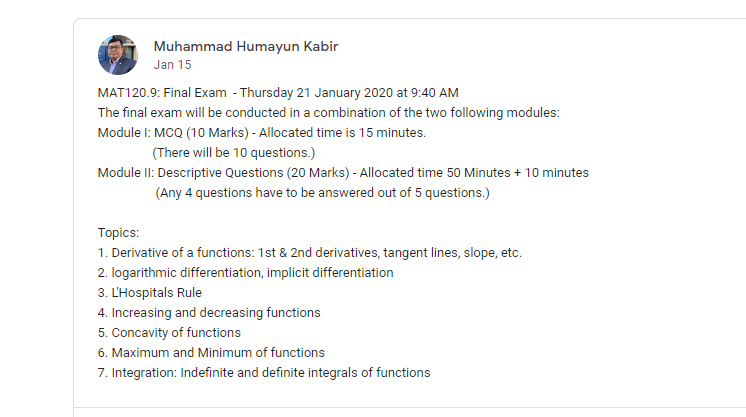 Muhammad Humayun Kabir
Jan 15
MAT120.9: Final Exam - Thursday 21 January 2020 at 9:40 AM
The final exam will be conducted in a combination of the two following modules:
Module I: MCQ (10 Marks) - Allocated time is 15 minutes.
(There will be 10 questions.)
Module II: Descriptive Questions (20 Marks) - Allocated time 50 Minutes + 10 minutes
(Any 4 questions have to be answered out of 5 questions.)
Topics:
1. Derivative of a functions: 1st & 2nd derivatives, tangent lines, slope, etc.
2. logarithmic differentiation, implicit differentiation
3. L'Hospitals Rule
4. Increasing and decreasing functions
5. Concavity of functions
6. Maximum and Minimum of functions
7. Integration: Indefinite and definite integrals of functions